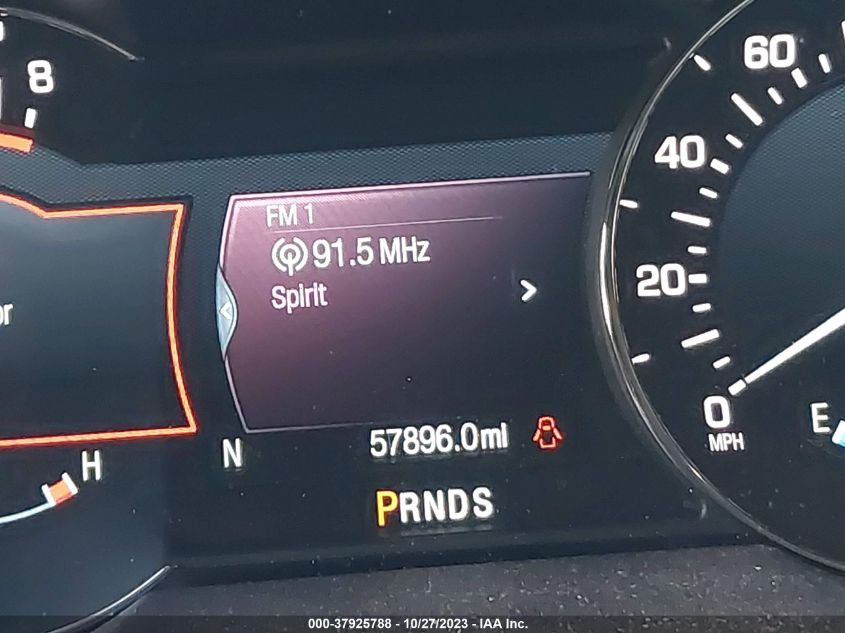 8
60
40
20
0
MPH
E
FM 1
91.5 MHz
Spirit
or
H
N
57896.0mi
PRNDS
000-37925788 - 10/27/2023 - IAA Inc.